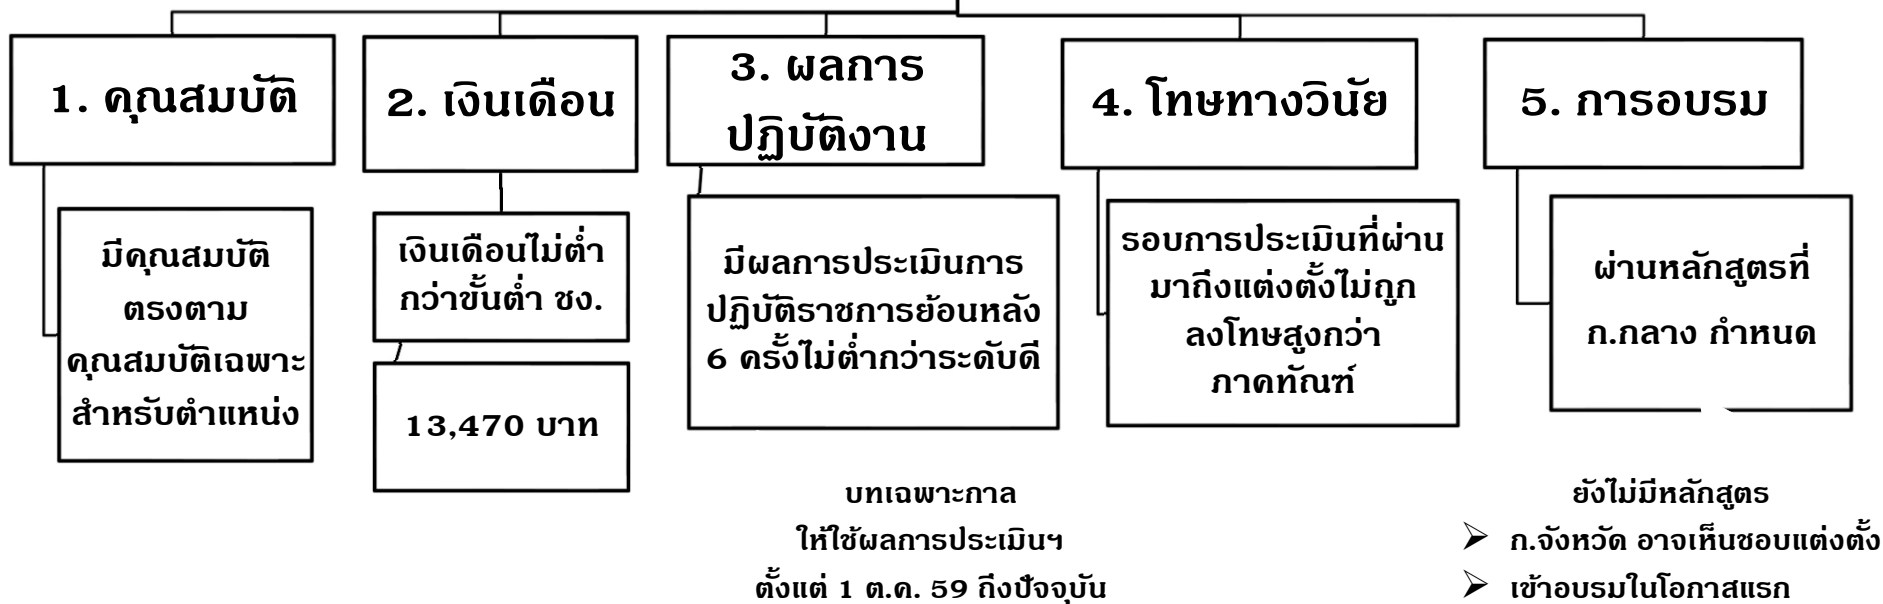 1. คุณสมบัติ
มีคุณสมบัติ
ตรงตาม
คุณสมบัติเฉพาะ
สำหรับตำแหน่ง
2. เงินเดือน
เงินเดือนไม่ต่ำ
กว่าขั้นต่ำ ชง.
13,470 บาท
3. ผลการ
ปฏิบัติงาน
มีผลการประเมินการ
ปฏิบัติราชการย้อนหลัง
6 ครั้งไม่ต่ำกว่าระดับดี
บทเฉพาะกาล
ให้ใช้ผลการประเมินฯ
ตั้งแต่ 1 ต.ค. 59 ถึงปัจจุบัน
4. โทษทางวินัย
รอบการประเมินที่ผ่าน
มาถึงแต่งตั้งไม่ถูก
ลงโทษสูงกว่า
ภาคทัณฑ์
5. การอบรม
ผ่านหลักสูตรที่
ก.กลาง กำหนด
ยังไม่มีหลักสูตร
➢ ก.จังหวัด อาจเห็นชอบแต่งตั้ง
➢ เข้าอบรมในโอกาสแรก